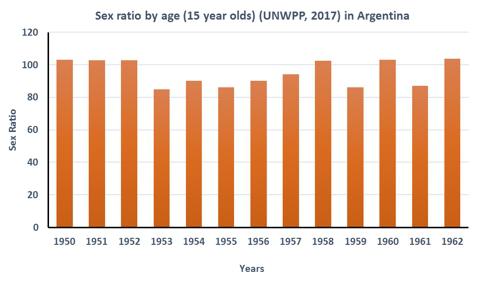 Sex ratio by age (15 year olds) (UNWPP, 2017) in Argentina
120
100
80
60
40
20
0
Sex Ratio
1950 1951 1952 1953 1954 1955 1956 1957 1958 1959 1960 1961 1962
Years